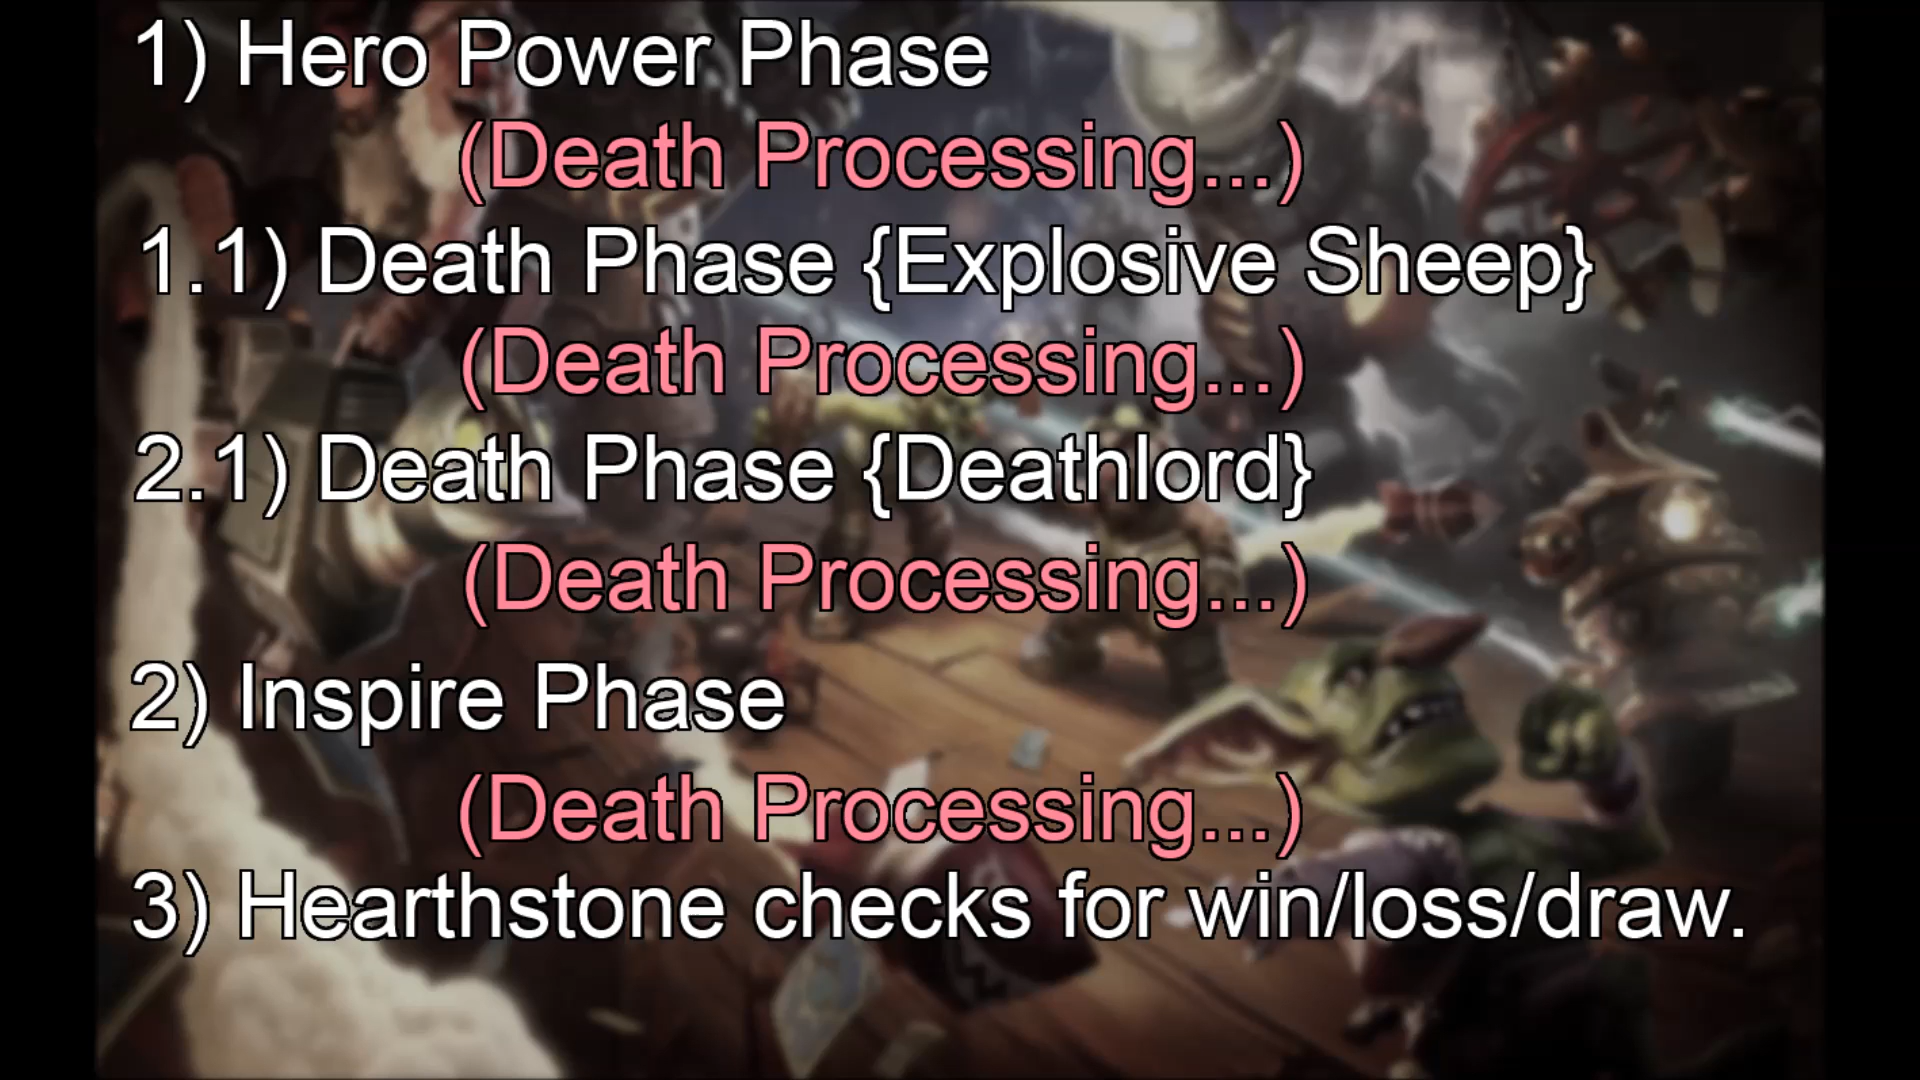 1) Hero Power Phase
(Death Processing...)
1.1) Death Phase {Explosive Sheep}
(Death Processing...)
2.1) Death Phase {Deathlord}
(Death Processing...)
2) Inspire Phase
(Death Processing...)
3) Hearthstone checks for win/loss/draw.